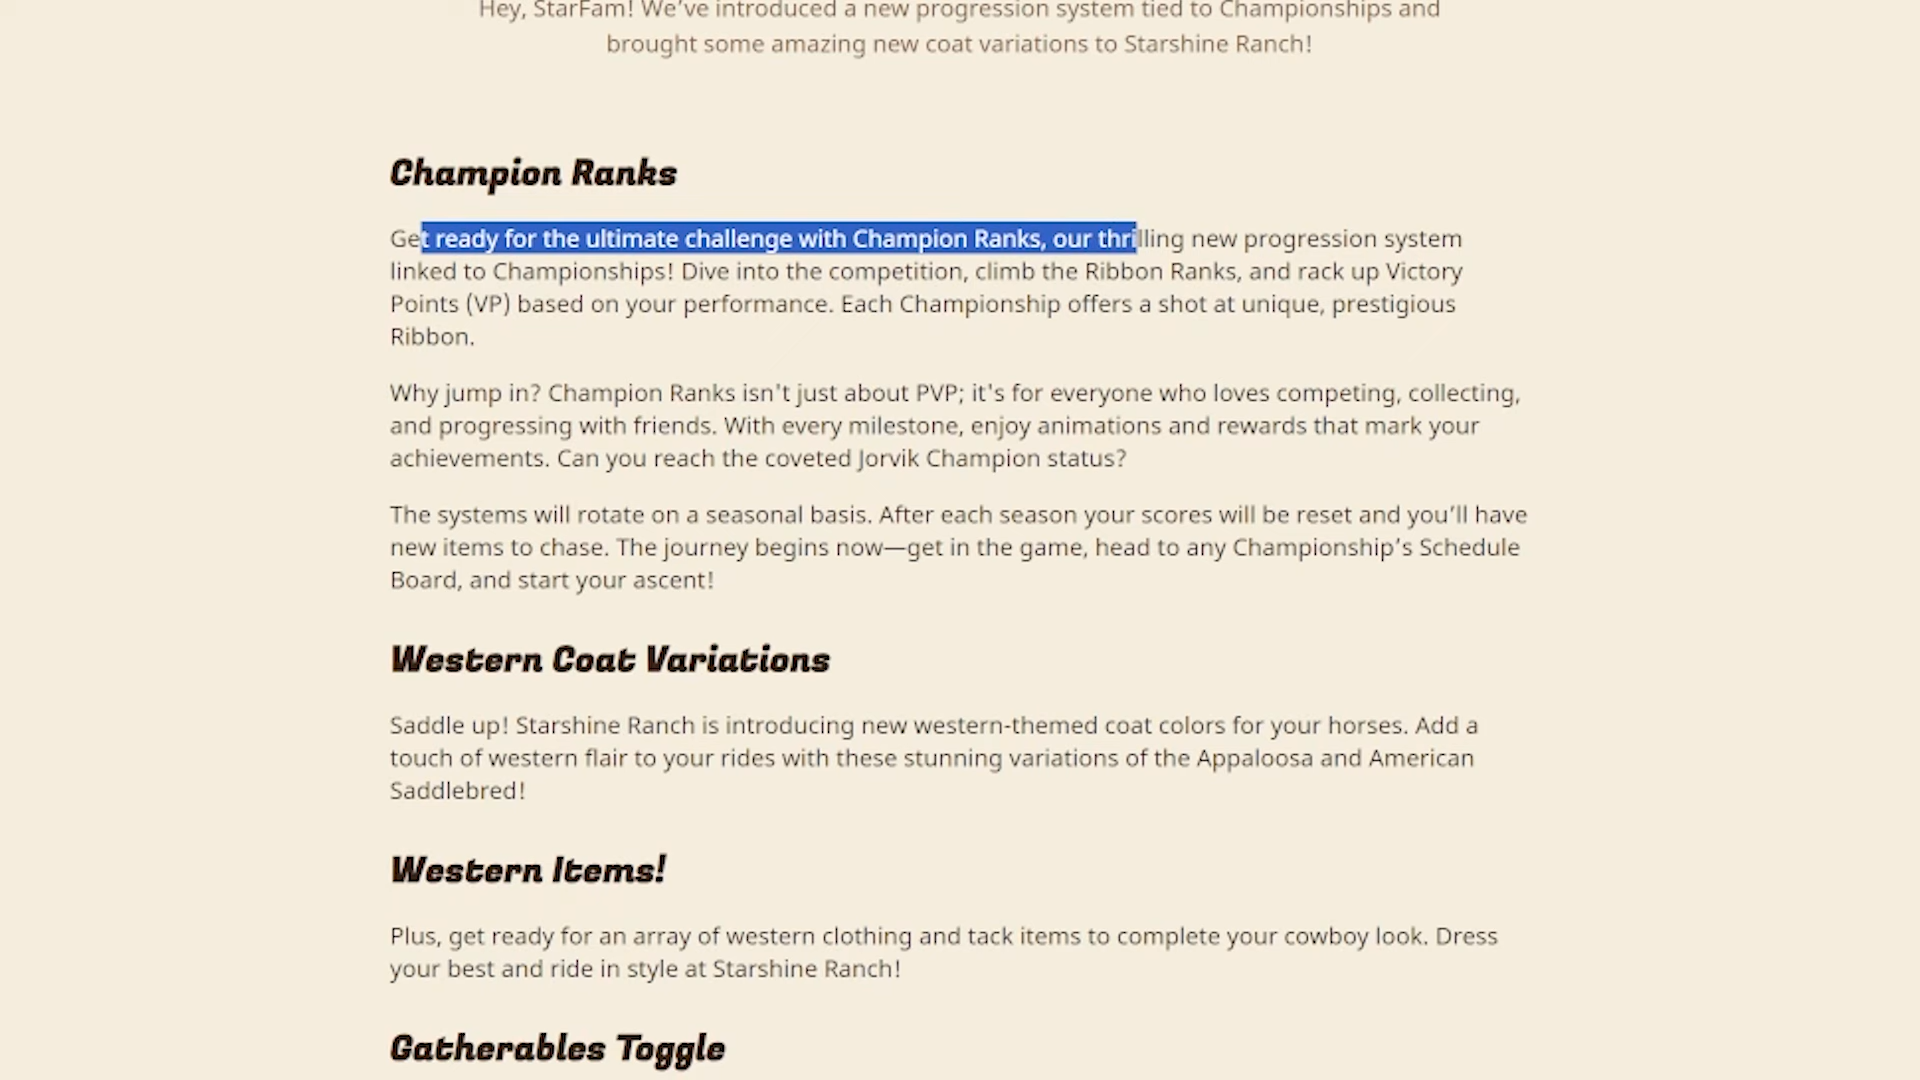 Hey, StarFam! We’ve introduced a new progression system tied to Championships and
brought some amazing new coat variations to Starshine Ranch!
Champion Ranks
Get ready for the ultimate challenge with Champion Ranks, our thrilling new progression system
linked to Championships! Dive into the competition, climb the Ribbon Ranks, and rack up Victory
Points (VP) based on your performance. Each Championship offers a shot at unique, prestigious
Ribbon.
Why jump in? Champion Ranks isn't just about PVP; it's for everyone who loves competing, collecting,
and progressing with friends. With every milestone, enjoy animations and rewards that mark your
achievements. Can you reach the coveted Jorvik Champion status?
The systems will rotate on a seasonal basis. After each season your scores will be reset and you’ll have
new items to chase. The journey begins now—get in the game, head to any Championship’s Schedule
Board, and start your ascent!
Western Coat Variations
Saddle up! Starshine Ranch is introducing new western-themed coat colors for your horses. Add a
touch of western flair to your rides with these stunning variations of the Appaloosa and American
Saddlebred!
Western Items!
Plus, get ready for an array of western clothing and tack items to complete your cowboy look. Dress
your best and ride in style at Starshine Ranch!
Gatherables Toggle